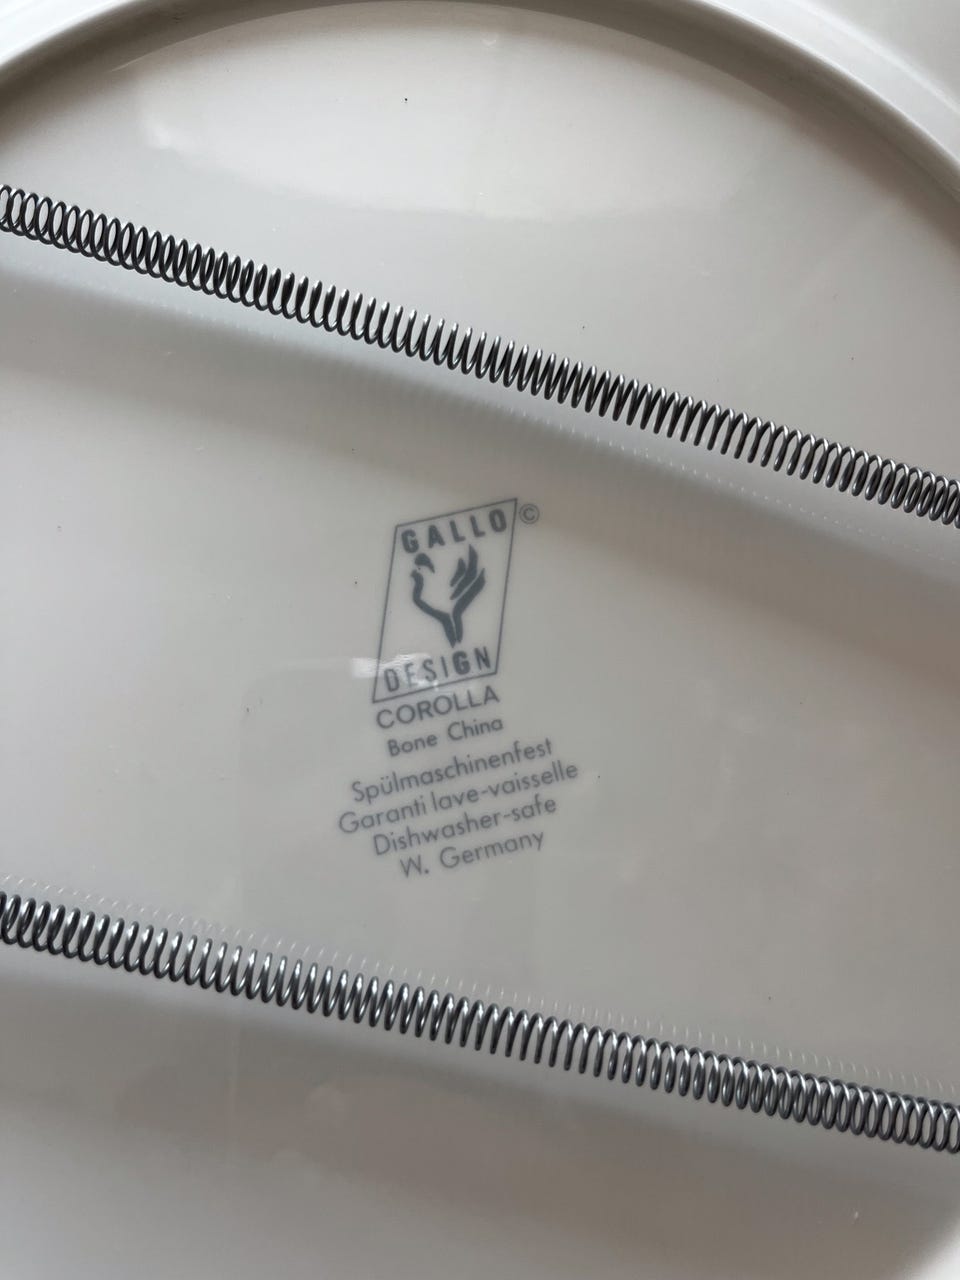 GALLO ©
DESIGN
COROLLA
Bone China
Spülmaschinenfest
Garanti lave-vaisselle
Dishwasher-safe
W. Germany